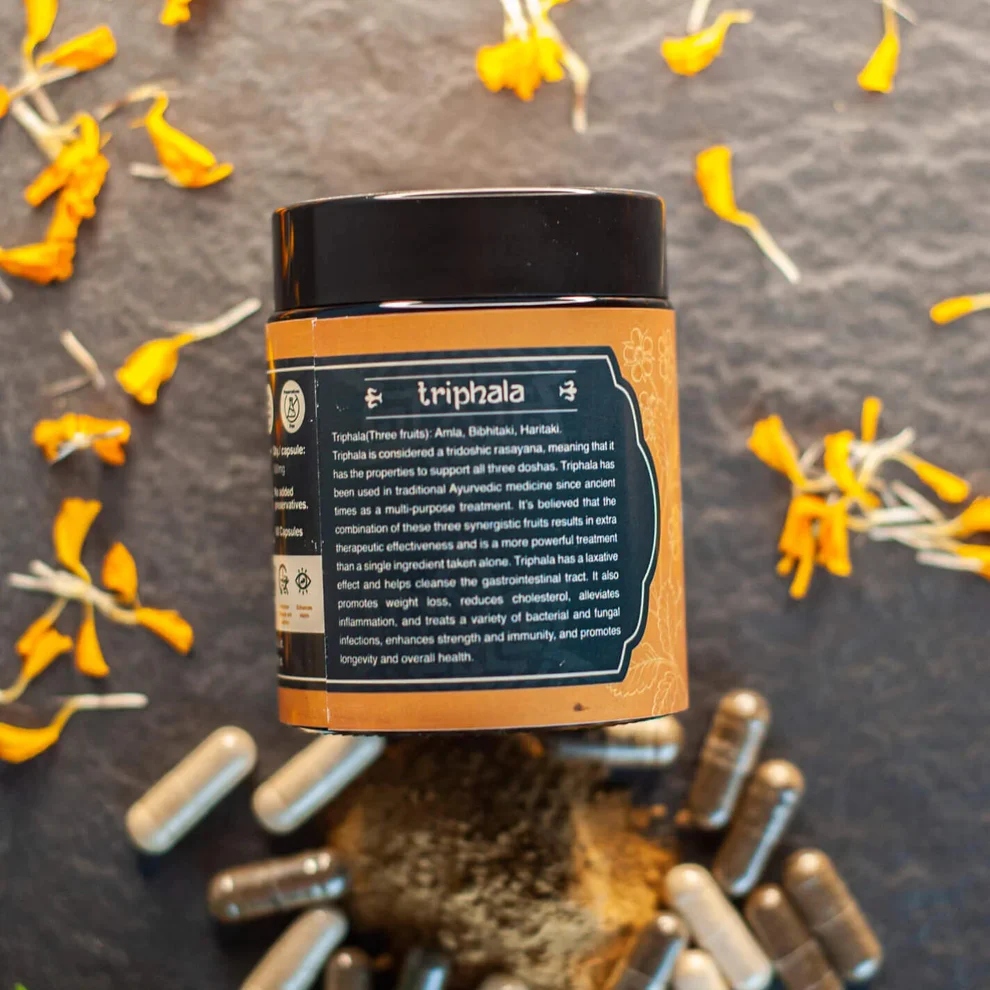 triphala
Triphala(Three fruits): Amla, Bibhitaki, Haritaki.
Triphala is considered a tridoshic rasayana, meaning that it
has the properties to support all three doshas. Triphala has
been used in traditional Ayurvedic medicine since ancient
times as a multi-purpose treatment. It's believed that the
combination of these three synergistic fruits results in extra
therapeutic effectiveness and is a more powerful treatment
than a single ingredient taken alone. Triphala has a laxative
effect and helps cleanse the gastrointestinal tract. It also
promotes weight loss, reduces cholesterol, alleviates
inflammation, and treats a variety of bacterial and fungal
infections, enhances strength and immunity, and promotes
longevity and overall health.
capsule:
added
Capsules